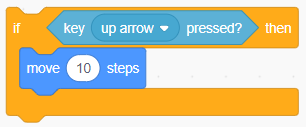 if key up arrow pressed? then
move 10 steps